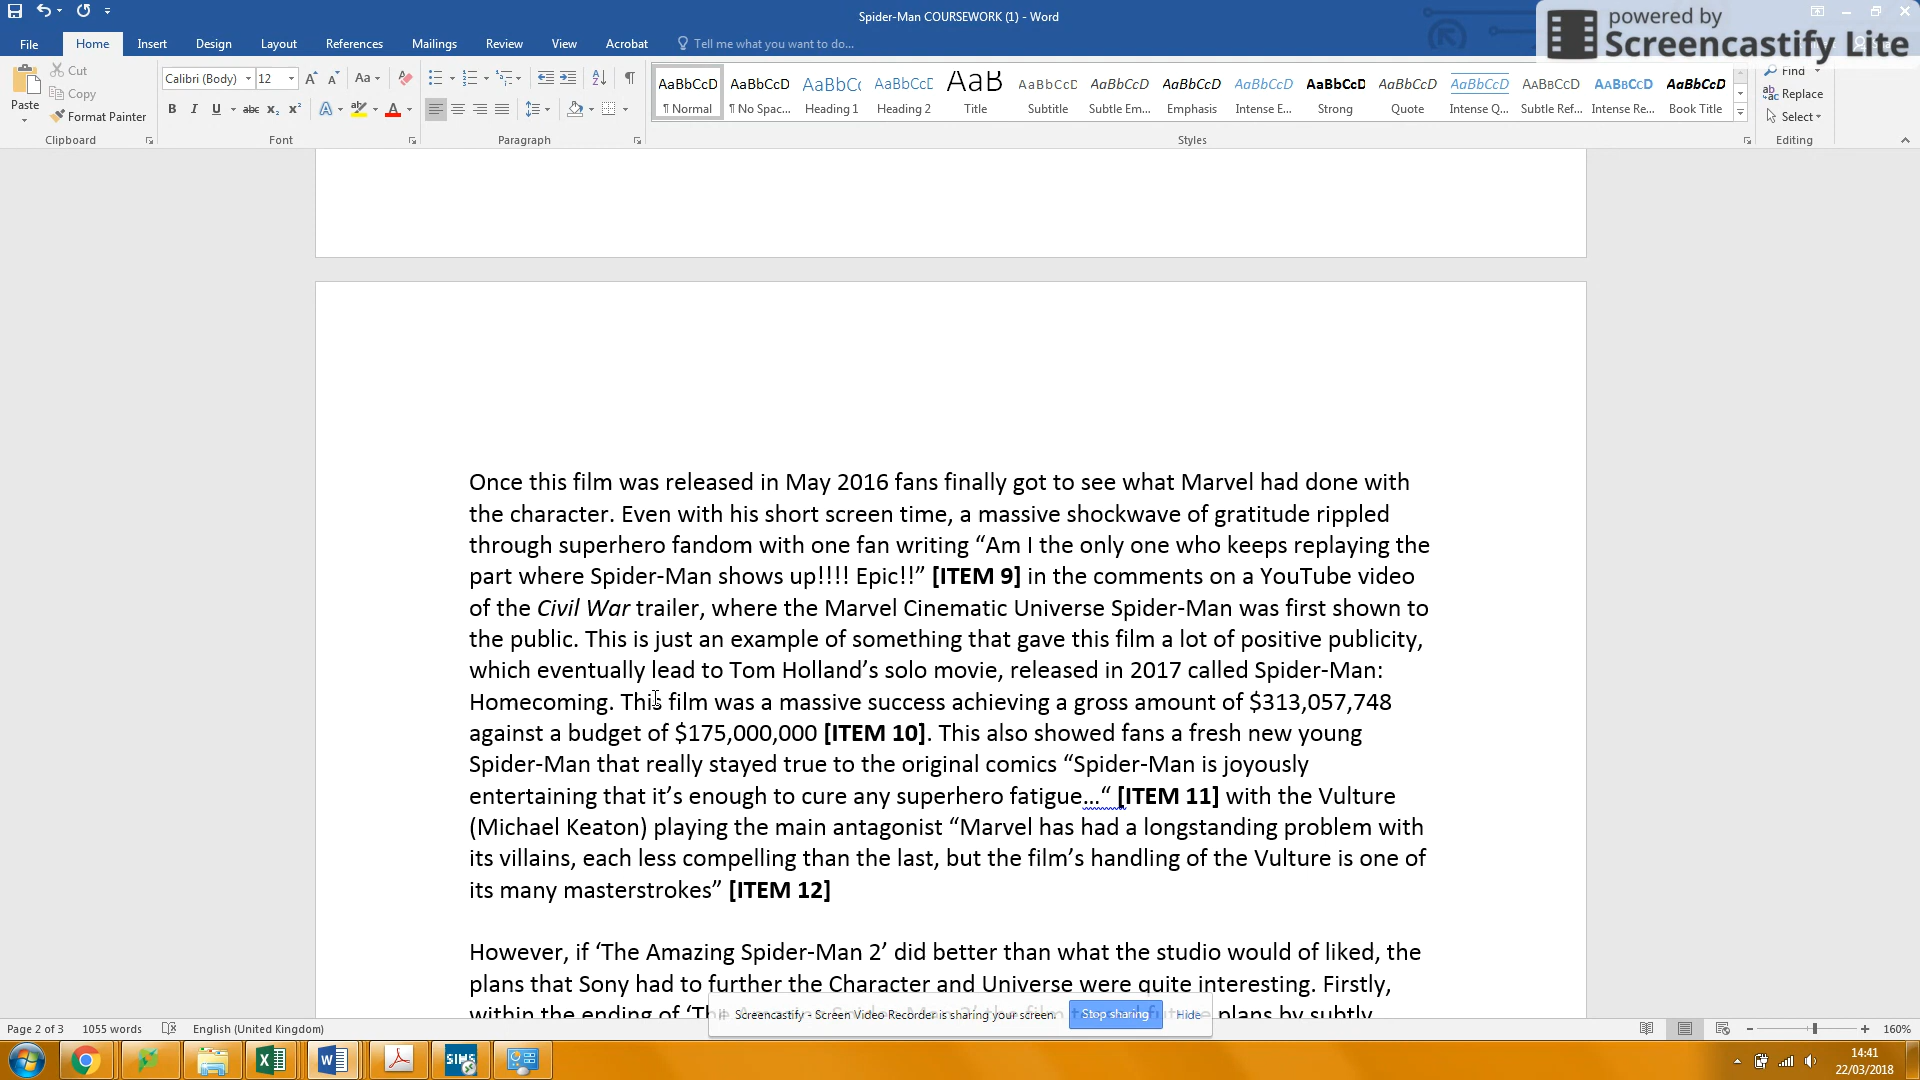 Spider-Man COURSEWORK (1) - Word
powered by
Screencastify Lite
File Home Insert Design Layout References Mailings Review View Acrobat Tell me what you want to do...
Paste
Cut
Copy
Format Painter
Clipboard
Calibri (Body) 12
Font
Paragraph
AaBbCcD AaBbCcD AaBbCc AaBbCcD AaB AaBbCcD AaBbCcD AaBbCcD AaBbCcD AaBbCcD AaBbCcD AaBbCcD AaBbCcD AaBbCcD AaBbCcD
¶ Normal ¶ No Spac... Heading 1 Heading 2 Title Subtitle Subtle Em... Emphasis Intense E... Strong Quote Intense Q... Subtle Ref... Intense Re... Book Title
Styles
Find
Replace
Select
Editing
Once this film was released in May 2016 fans finally got to see what Marvel had done with
the character. Even with his short screen time, a massive shockwave of gratitude rippled
through superhero fandom with one fan writing “Am I the only one who keeps replaying the
part where Spider-Man shows up!!!! Epic!!” [ITEM 9] in the comments on a YouTube video
of the Civil War trailer, where the Marvel Cinematic Universe Spider-Man was first shown to
the public. This is just an example of something that gave this film a lot of positive publicity,
which eventually lead to Tom Holland’s solo movie, released in 2017 called Spider-Man:
Homecoming. This film was a massive success achieving a gross amount of $313,057,748
against a budget of $175,000,000 [ITEM 10]. This also showed fans a fresh new young
Spider-Man that really stayed true to the original comics “Spider-Man is joyously
entertaining that it’s enough to cure any superhero fatigue...“ [ITEM 11] with the Vulture
(Michael Keaton) playing the main antagonist “Marvel has had a longstanding problem with
its villains, each less compelling than the last, but the film’s handling of the Vulture is one of
its many masterstrokes” [ITEM 12]
However, if ‘The Amazing Spider-Man 2’ did better than what the studio would of liked, the
plans that Sony had to further the Character and Universe were quite interesting. Firstly,
within the ending of ‘The Amazing Spider-Man 2’ the film plans by subtly
Screencastify - Screen Video Recorder is sharing your screen. Stop sharing Hide
Page 2 of 3 1055 words English (United Kingdom) 160%
SIMS
14:41
22/03/2018